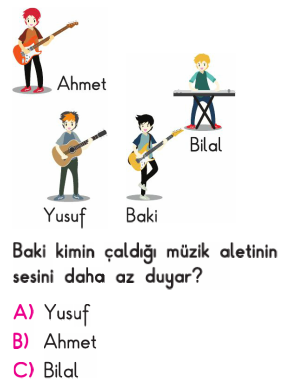 Ahmet
Bilal
Yusuf
Baki
Baki kimin çaldığı müzik aletinin
sesini daha az duyar?
A) Yusuf
B) Ahmet
C) Bilal